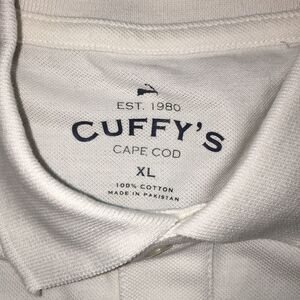 EST. 1980
CUFFY'S
CAPE COD
XL
100% COTTON
MADE IN PAKISTAN